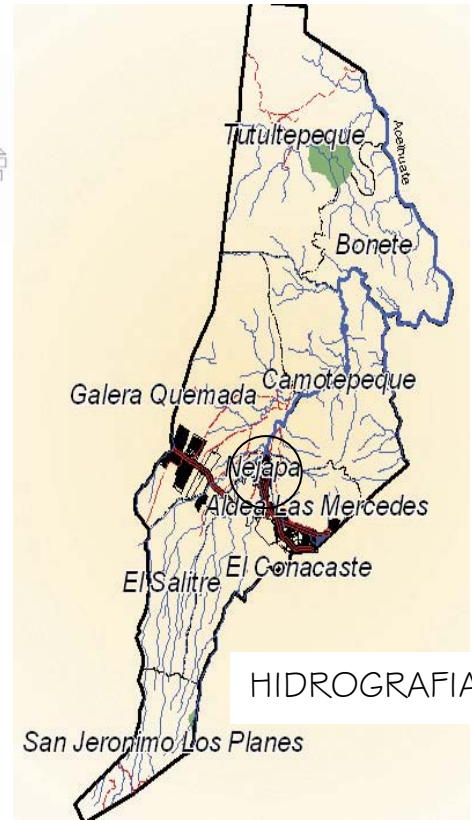 Tutultepeque
Acelhuate
Bonete
Camotepeque
Galera Quemada
Nejapa
Aldea Las Mercedes
El Conacaste
El Salitre
HIDROGRAFIA
San Jeronimo Los Planes